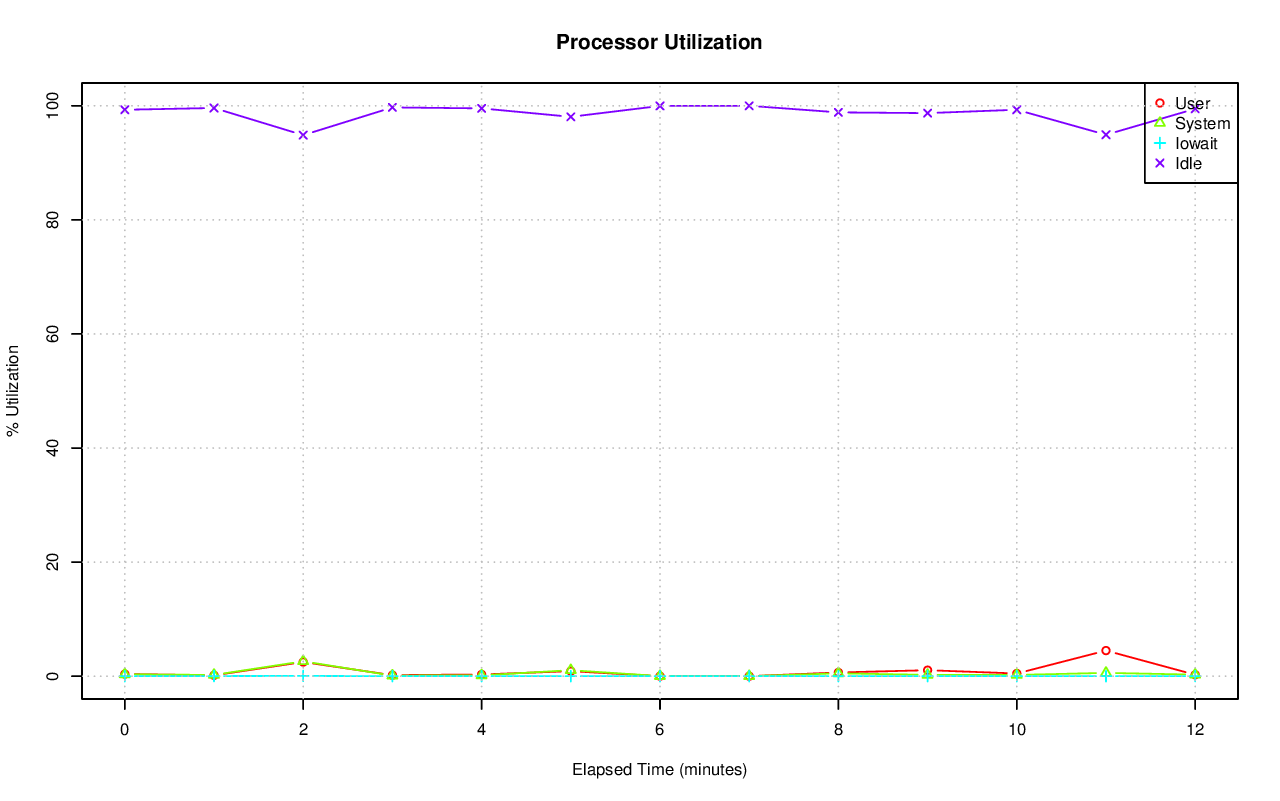 Processor Utilization
100
80
60
40
20
0
% Utilization
User
System
Iowait
Idle
0 2 4 6 8 10 12
Elapsed Time (minutes)